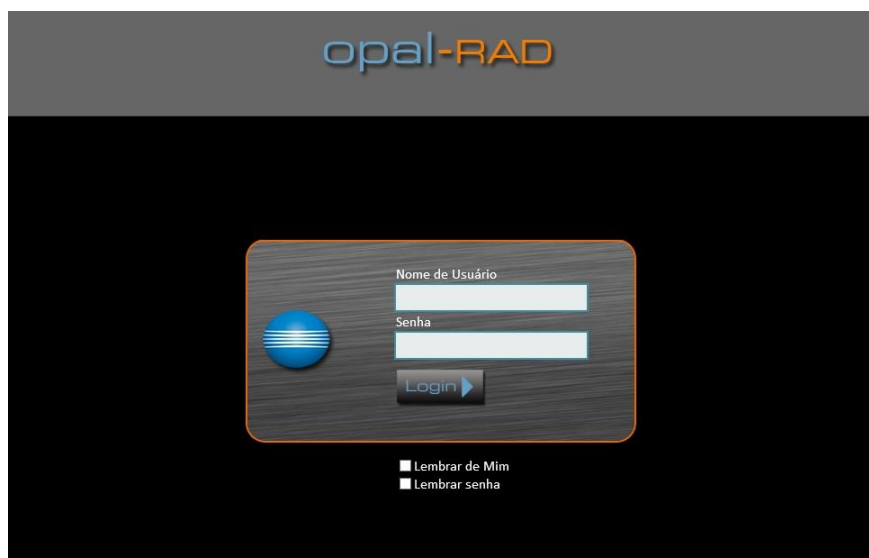 opal-RAD
Nome de Usuário
Senha
Login
Lembrar de Mim
Lembrar senha